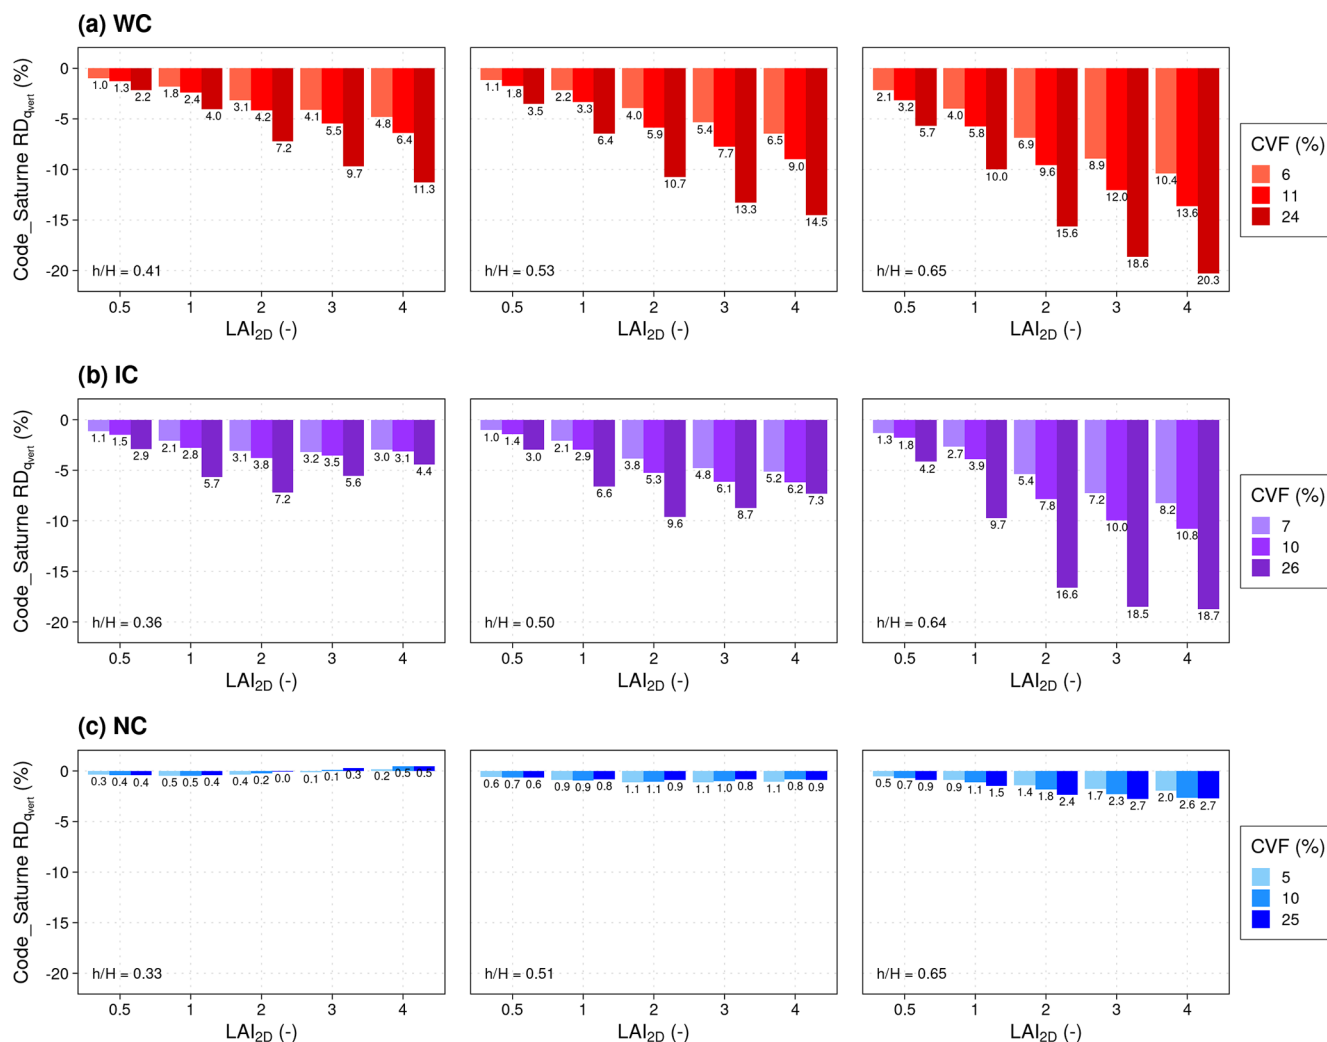 (a) WC
Code_Saturne RDqvert (%)
0
-5
-10
-15
-20
1.0 1.3 2.2 1.8 2.4 4.0 3.1 4.2 7.2 4.1 5.5 9.7 4.8 6.4 11.3
h/H = 0.41
0.5 1 2 3 4
LAI2D (-)
1.1 1.8 3.5 2.2 3.3 6.4 4.0 5.9 10.7 5.4 7.7 13.3 6.5 9.0 14.5
h/H = 0.53
0.5 1 2 3 4
LAI2D (-)
2.1 3.2 5.7 4.0 5.8 10.0 6.9 9.6 15.6 8.9 12.0 18.6 10.4 13.6 20.3
h/H = 0.65
0.5 1 2 3 4
LAI2D (-)
CVF (%)
6
11
24
(b) IC
Code_Saturne RDqvert (%)
0
-5
-10
-15
-20
1.1 1.5 2.9 2.1 2.8 5.7 3.1 3.8 7.2 3.2 3.5 5.6 3.0 3.1 4.4
h/H = 0.36
0.5 1 2 3 4
LAI2D (-)
1.0 1.4 3.0 2.1 2.9 6.6 3.8 5.3 9.6 4.8 6.1 8.7 5.2 6.2 7.3
h/H = 0.50
0.5 1 2 3 4
LAI2D (-)
1.3 1.8 4.2 2.7 3.9 9.7 5.4 7.8 16.6 7.2 10.0 18.5 8.2 10.8 18.7
h/H = 0.64
0.5 1 2 3 4
LAI2D (-)
CVF (%)
7
10
26
(c) NC
Code_Saturne RDqvert (%)
0
-5
-10
-15
-20
0.3 0.4 0.4 0.5 0.5 0.4 0.4 0.2 0.0 0.1 0.1 0.3 0.2 0.5 0.5
h/H = 0.33
0.5 1 2 3 4
LAI2D (-)
0.6 0.7 0.6 0.9 0.9 0.8 1.1 1.1 0.9 1.1 1.0 0.8 1.1 0.8 0.9
h/H = 0.51
0.5 1 2 3 4
LAI2D (-)
0.5 0.7 0.9 0.9 1.1 1.5 1.4 1.8 2.4 1.7 2.3 2.7 2.0 2.6 2.7
h/H = 0.65
0.5 1 2 3 4
LAI2D (-)
CVF (%)
5
10
25